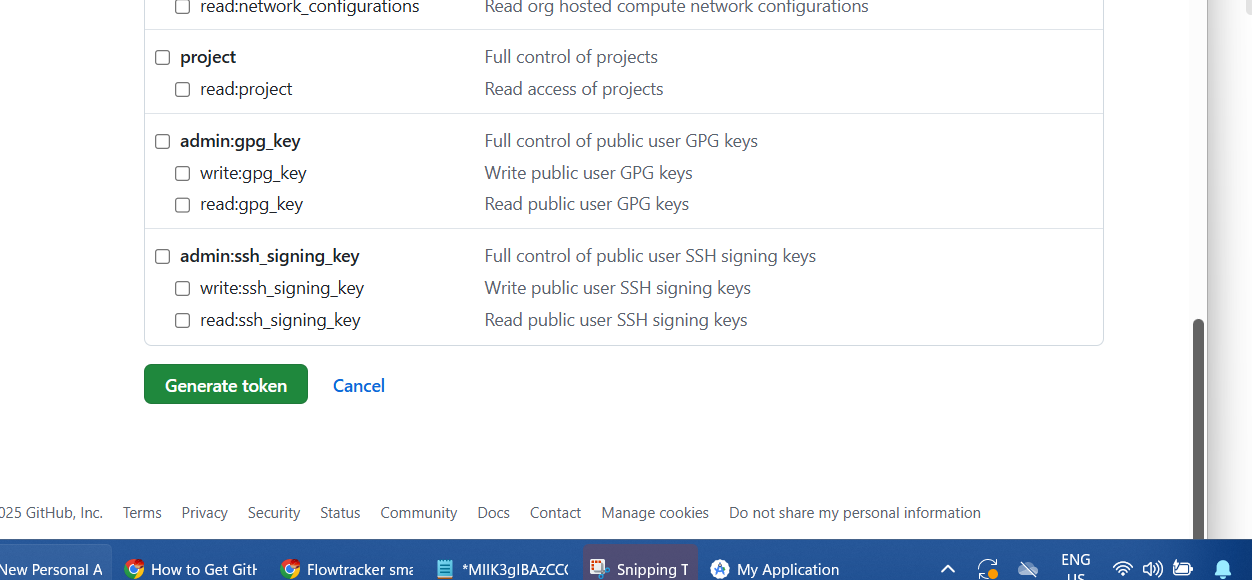 read:network_configurations Read org hosted compute network configurations
project Full control of projects
read:project Read access of projects
admin:gpg_key Full control of public user GPG keys
write:gpg_key Write public user GPG keys
read:gpg_key Read public user GPG keys
admin:ssh_signing_key Full control of public user SSH signing keys
write:ssh_signing_key Write public user SSH signing keys
read:ssh_signing_key Read public user SSH signing keys
Generate token Cancel
025 GitHub, Inc. Terms Privacy Security Status Community Docs Contact Manage cookies Do not share my personal information
New Personal A How to Get GitH Flowtracker sma *MIIK3gIBAzCCC Snipping T My Application ENG
US